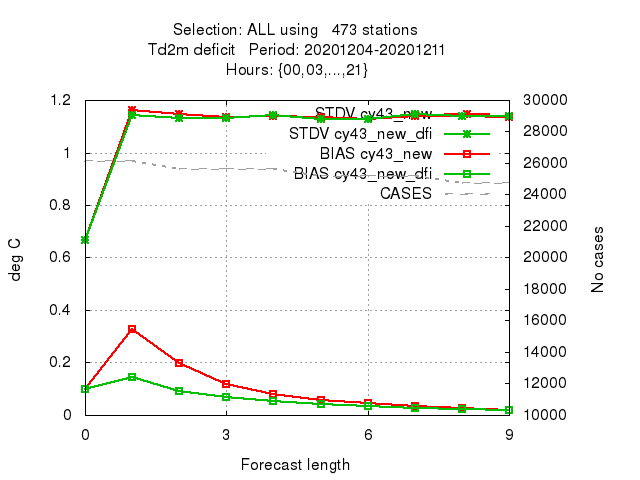 Selection: ALL using   473 stations
Td2m deficit   Period: 20201204-20201211
Hours: {00,03,...,21}
1.2
1
0.8
0.6
0.4
0.2
0
30000
28000
26000
24000
22000
20000
18000
16000
14000
12000
10000
deg C
No cases
STDV cy43_new
STDV cy43_new_dfi
BIAS cy43_new
BIAS cy43_new_dfi
CASES
0 3 6 9
Forecast length